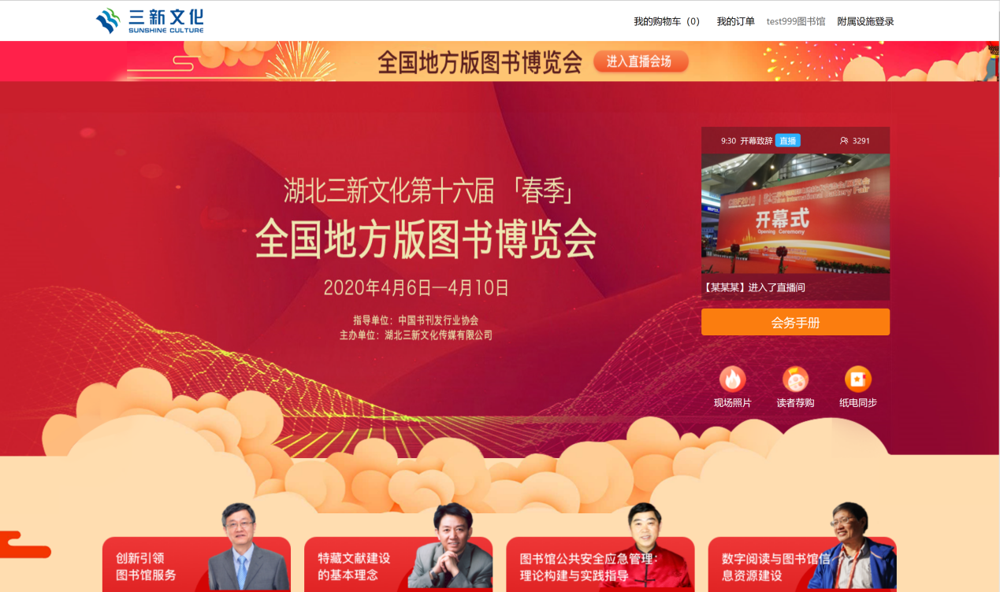 三新文化
SUNSHINE CULTURE
我的购物车（0）
我的订单
test999图书馆
附属设施登录
全国地方版图书博览会
进入直播会场
湖北三新文化第十六届「春季」
全国地方版图书博览会
2020年4月6日—4月10日
指导单位：中国书刊发行业协会
主办单位：湖北三新文化传媒有限公司
9:30 开幕致辞 直播
3291
开幕式
Opening Ceremony
【某某某】进入了直播间
会务手册
现场照片
读者荐购
纸电同步
创新引领
图书馆服务
特藏文献建设
的基本理念
图书馆公共安全应急管理：
理论构建与实践指导
数字阅读与图书馆信
息资源建设